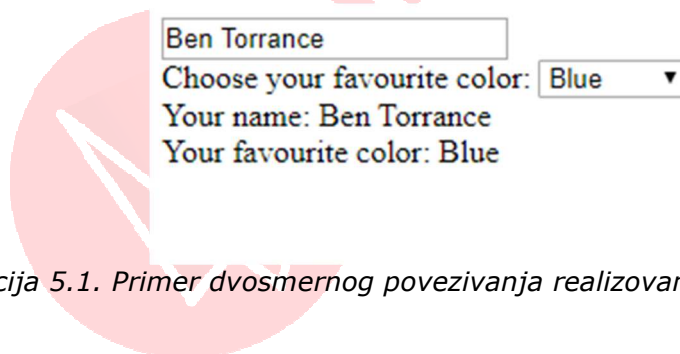 Ben Torrance
Choose your favourite color: Blue
Your name: Ben Torrance
Your favourite color: Blue
cija 5.1. Primer dvosmernog povezivanja realizovan